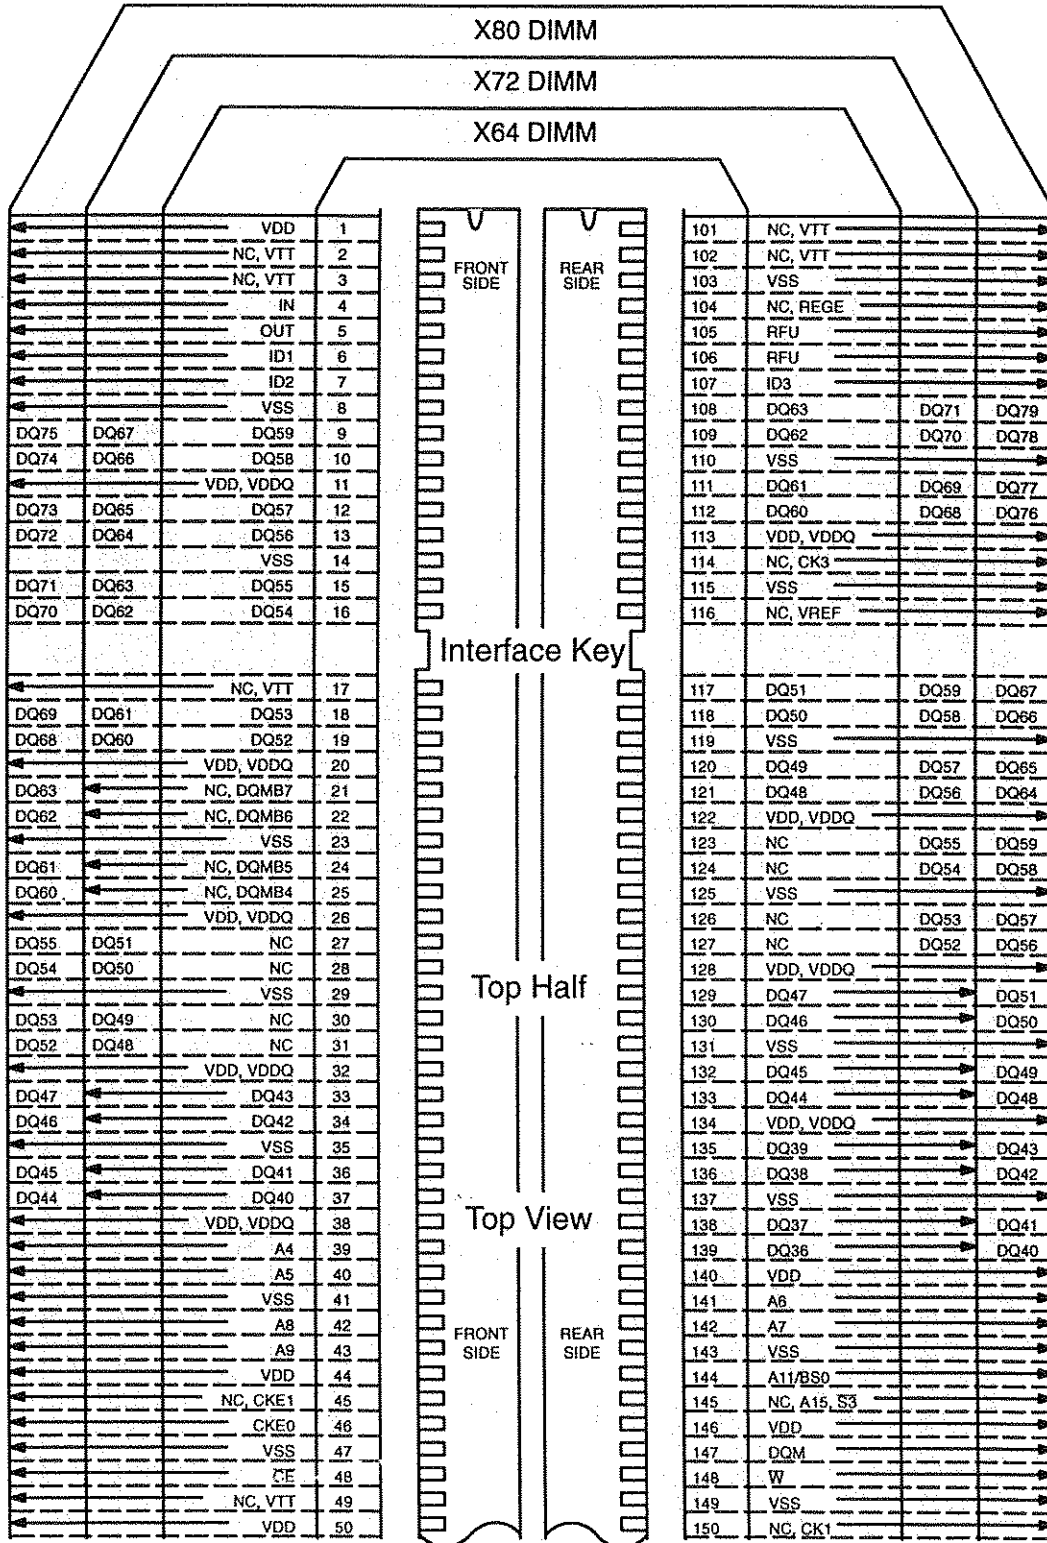 X80 DIMM
X72 DIMM
X64 DIMM
VDD 1 101 NC, VTT
NC, VTT 2 102 NC, VTT
NC, VTT 3 FRONT SIDE REAR SIDE 103 VSS
IN 4 104 NC, REGE
OUT 5 105 RFU
ID1 6 106 RFU
ID2 7 107 ID3
VSS 8 108 DQ63 DQ71 DQ79
DQ75 DQ67 DQ59 9 109 DQ62 DQ70 DQ78
DQ74 DQ66 DQ58 10 110 VSS
VDD, VDDQ 11 111 DQ61 DQ69 DQ77
DQ73 DQ65 DQ57 12 112 DQ60 DQ68 DQ76
DQ72 DQ64 DQ56 13 113 VDD, VDDQ
VSS 14 114 NC, CK3
DQ71 DQ63 DQ55 15 115 VSS
DQ70 DQ62 DQ54 16 116 NC, VREF
Interface Key
NC, VTT 17 117 DQ51 DQ59 DQ67
DQ69 DQ61 DQ53 18 118 DQ50 DQ58 DQ66
DQ68 DQ60 DQ52 19 119 VSS
VDD, VDDQ 20 120 DQ49 DQ57 DQ65
DQ63 NC, DQMB7 21 121 DQ48 DQ56 DQ64
DQ62 NC, DQMB6 22 122 VDD, VDDQ
VSS 23 123 NC DQ55 DQ59
DQ61 NC, DQMB5 24 124 NC DQ54 DQ58
DQ60 NC, DQMB4 25 125 VSS
VDD, VDDQ 26 126 NC DQ53 DQ57
DQ55 DQ51 NC 27 127 NC DQ52 DQ56
DQ54 DQ50 NC 28 Top Half 128 VDD, VDDQ
VSS 29 129 DQ47 DQ51
DQ53 DQ49 NC 30 130 DQ46 DQ50
DQ52 DQ48 NC 31 131 VSS
VDD, VDDQ 32 132 DQ45 DQ49
DQ47 DQ43 33 133 DQ44 DQ48
DQ46 DQ42 34 134 VDD, VDDQ
VSS 35 135 DQ39 DQ43
DQ45 DQ41 36 136 DQ38 DQ42
DQ44 DQ40 37 137 VSS
VDD, VDDQ 38 Top View 138 DQ37 DQ41
A4 39 139 DQ36 DQ40
A5 40 140 VDD
VSS 41 141 A6
A8 42 FRONT SIDE REAR SIDE 142 A7
A9 43 143 VSS
VDD 44 144 A11/BS0
NC, CKE1 45 145 NC, A15, S3
CKE0 46 146 VDD
VSS 47 147 DQM
CE 48 148 W
NC, VTT 49 149 VSS
VDD 50 150 NC, CK1